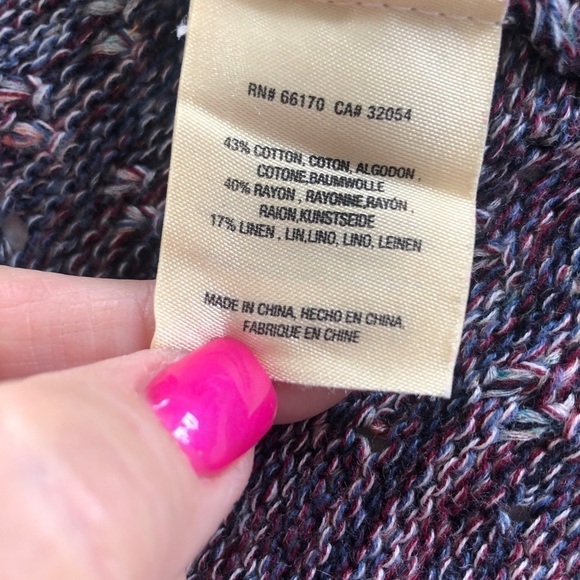 RN# 66170 CA# 32054
43% COTTON, COTON, ALGODON,
COTONE, BAUMWOLLE
40% RAYON, RAYONNE, RAYON,
RAION, KUNSTSEIDE
17% LINEN, LIN, LINO, LINO, LEINEN
MADE IN CHINA, HECHO EN CHINA
FABRIQUE EN CHINE